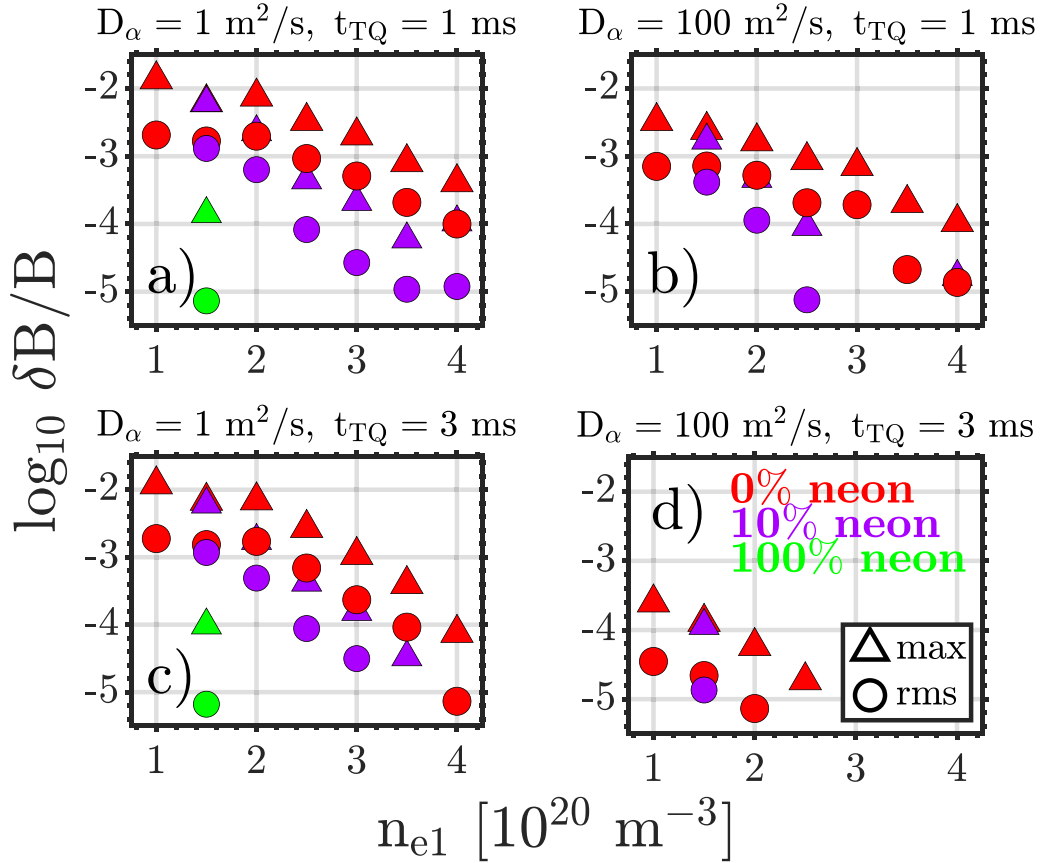 D_α = 1 m²/s, t_TQ = 1 ms
D_α = 100 m²/s, t_TQ = 1 ms
-2
-3
-4
-5
a)
1 2 3 4
-2
-3
-4
-5
b)
1 2 3 4
log₁₀ δB/B
D_α = 1 m²/s, t_TQ = 3 ms
D_α = 100 m²/s, t_TQ = 3 ms
-2
-3
-4
-5
c)
1 2 3 4
-2
-3
-4
-5
d)
0% neon
10% neon
100% neon
max
rms
1 2 3 4
n_e1 [10²⁰ m⁻³]